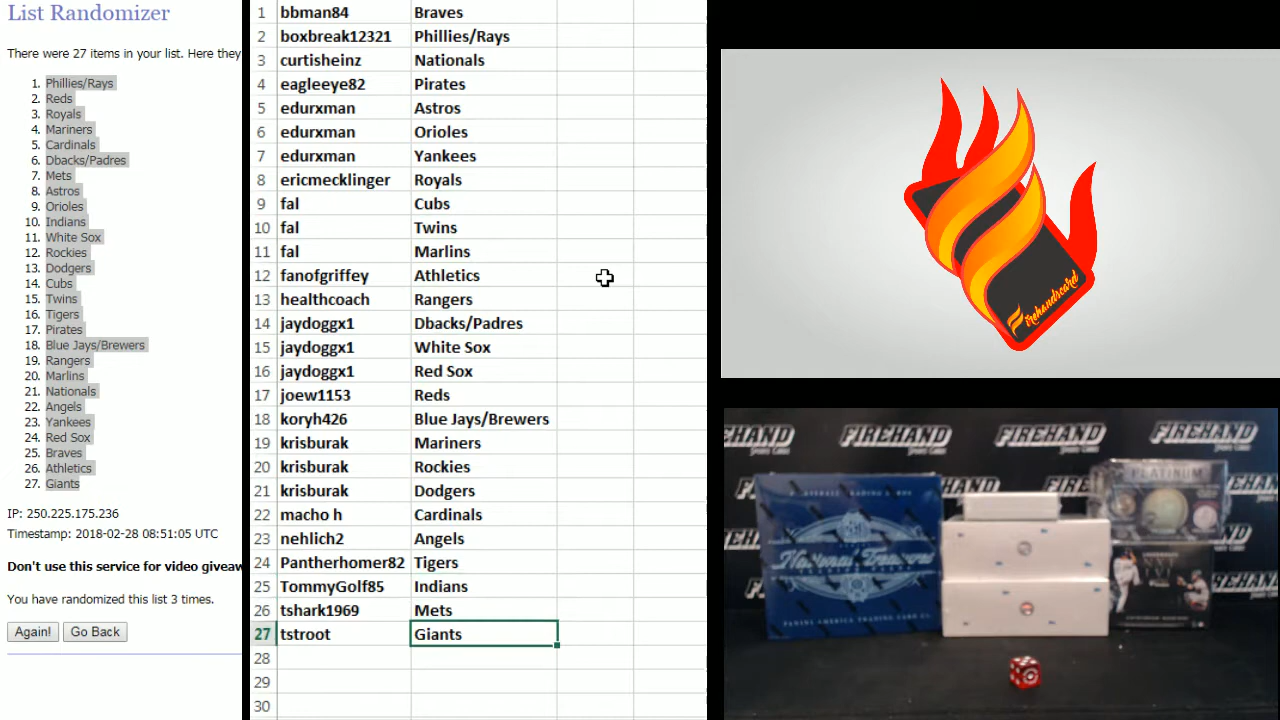 List Randomizer
There were 27 items in your list. Here they
1. Phillies/Rays
2. Reds
3. Royals
4. Mariners
5. Cardinals
6. Dbacks/Padres
7. Mets
8. Astros
9. Orioles
10. Indians
11. White Sox
12. Rockies
13. Dodgers
14. Cubs
15. Twins
16. Tigers
17. Pirates
18. Blue Jays/Brewers
19. Rangers
20. Marlins
21. Nationals
22. Angels
23. Yankees
24. Red Sox
25. Braves
26. Athletics
27. Giants
IP: 250.225.175.236
Timestamp: 2018-02-28 08:51:05 UTC
Don't use this service for video giveaw
You have randomized this list 3 times.
Again! Go Back
1 bbman84 Braves
2 boxbreak12321 Phillies/Rays
3 curtisheinz Nationals
4 eagleeye82 Pirates
5 edurxman Astros
6 edurxman Orioles
7 edurxman Yankees
8 ericmecklinger Royals
9 fal Cubs
10 fal Twins
11 fal Marlins
12 fanofgriffey Athletics
13 healthcoach Rangers
14 jaydoggx1 Dbacks/Padres
15 jaydoggx1 White Sox
16 jaydoggx1 Red Sox
17 joew1153 Reds
18 koryh426 Blue Jays/Brewers
19 krisburak Mariners
20 krisburak Rockies
21 krisburak Dodgers
22 macho h Cardinals
23 nehlich2 Angels
24 Pantherhomer82 Tigers
25 TommyGolf85 Indians
26 tshark1969 Mets
27 tstroot Giants
28
29
30
Firehandscard
FIREHAND FIREHAND FIREHAND FIREHAND
PLATINUM
National Treasures
PANINI AMERICA TRADING CARDS